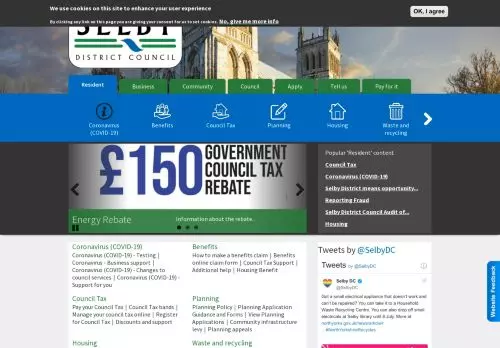 We use cookies on this site to enhance your user experience
By clicking any link on this page you are giving your consent for us to set cookies. No, give me more info
OK, I agree
SELBY
DISTRICT COUNCIL
Resident
Business
Community
Council
Apply
Tell us
Pay for it
Coronavirus (COVID-19)
Benefits
Council Tax
Planning
Housing
Waste and recycling
£150 GOVERNMENT COUNCIL TAX REBATE
Energy Rebate
Information about the rebate..
Popular 'Resident' content
Council Tax
Coronavirus (COVID-19)
Selby District means opportunity...
Reporting Fraud
Selby District Council Audit of...
Housing
Coronavirus (COVID-19)
Coronavirus (COVID-19) - Testing |
Coronavirus - Business support |
Coronavirus (COVID-19) - Changes to
council services | Coronavirus (COVID-19) -
Support for you
Benefits
How to make a benefits claim | Benefits
online claim form | Council Tax Support |
Additional help | Housing Benefit
Council Tax
Pay your Council Tax | Council Tax bands |
Manage your council tax online | Register
for Council Tax | Discounts and support
Planning
Planning Policy | Planning Application
Guidance and Forms | View Planning
Applications | Community infrastructure
levy | Planning appeals
Housing
Waste and recycling
Tweets by @SelbyDC
Tweets by @SelbyDC
Selby DC
@SelbyDC
Got a small electrical appliance that doesn't work and
can't be repaired? You can take it to a Household
Waste Recycling Centre. You can also drop off small
electricals at Selby library until 8 July. More at
Website Feedback